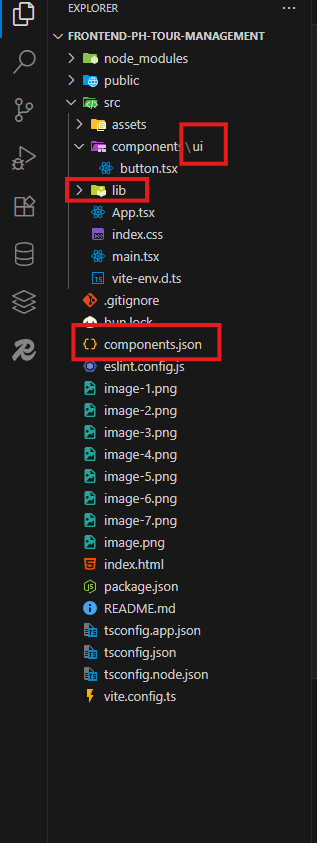 EXPLORER
FRONTEND-PH-TOUR-MANAGEMENT
node_modules
public
src
assets
components\ui
button.tsx
lib
App.tsx
index.css
main.tsx
vite-env.d.ts
.gitignore
bun.lock
components.json
eslint.config.js
image-1.png
image-2.png
image-3.png
image-4.png
image-5.png
image-6.png
image-7.png
image.png
index.html
package.json
README.md
tsconfig.app.json
tsconfig.json
tsconfig.node.json
vite.config.ts